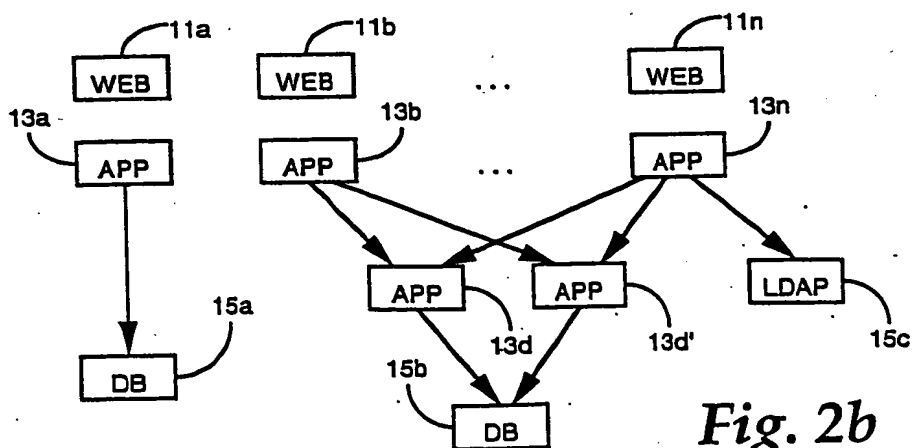 11a
11b
11n
WEB
WEB
...
WEB
13a
13b
13n
APP
APP
...
APP
APP
APP
LDAP
15a
13d
13d'
15c
15b
DB
DB
Fig. 2b